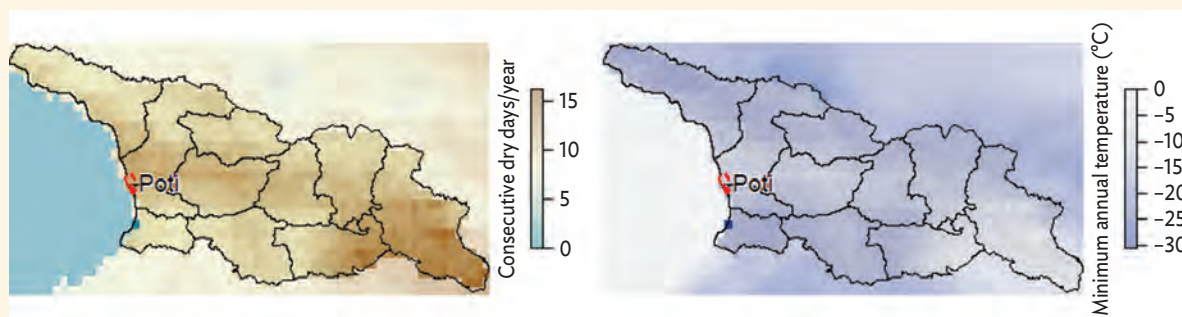 Poti
Consecutive dry days/year
15
10
5
0
Poti
Minimum annual temperature (°C)
0
−5
−10
−15
−20
−25
−30